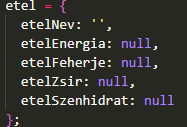 etel = {
etelNev: '',
etelEnergia: null,
etelFeherje: null,
etelZsir: null,
etelSzenhidrat: null
};